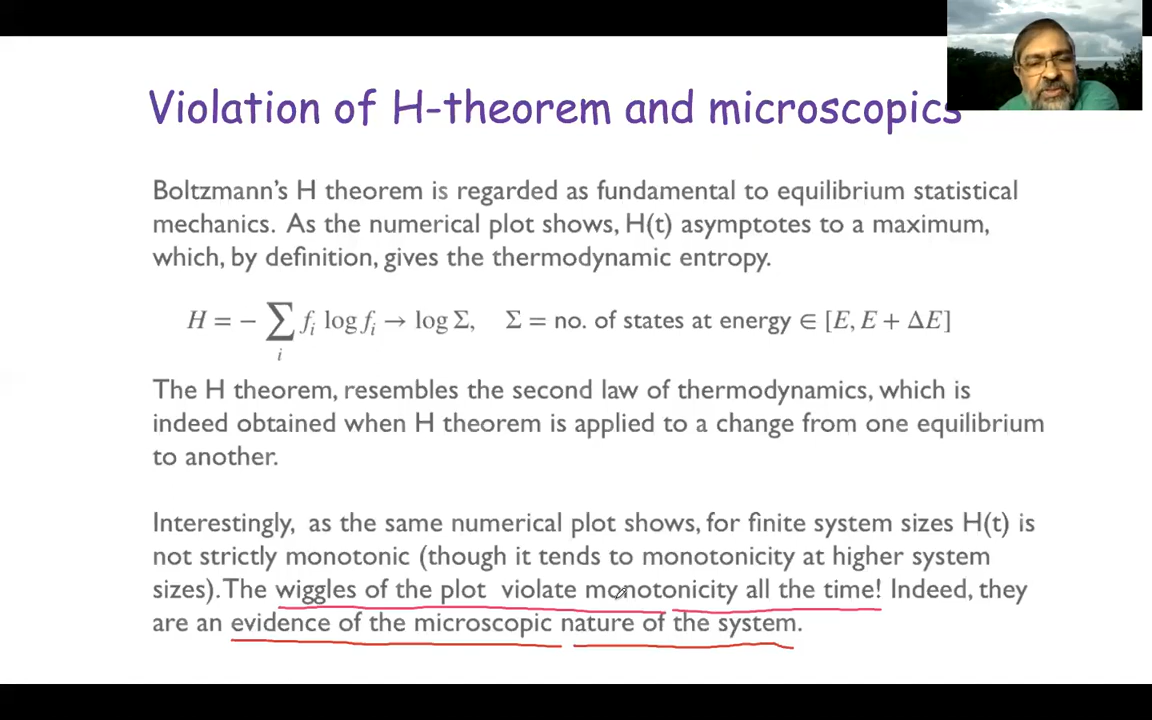 Violation of H-theorem and microscopics
Boltzmann's H theorem is regarded as fundamental to equilibrium statistical
mechanics. As the numerical plot shows, H(t) asymptotes to a maximum,
which, by definition, gives the thermodynamic entropy.
H = − ∑ f_i log f_i → log Σ, Σ = no. of states at energy ∈ [E, E + ΔE]
i
The H theorem, resembles the second law of thermodynamics, which is
indeed obtained when H theorem is applied to a change from one equilibrium
to another.
Interestingly, as the same numerical plot shows, for finite system sizes H(t) is
not strictly monotonic (though it tends to monotonicity at higher system
sizes). The wiggles of the plot violate monotonicity all the time! Indeed, they
are an evidence of the microscopic nature of the system.